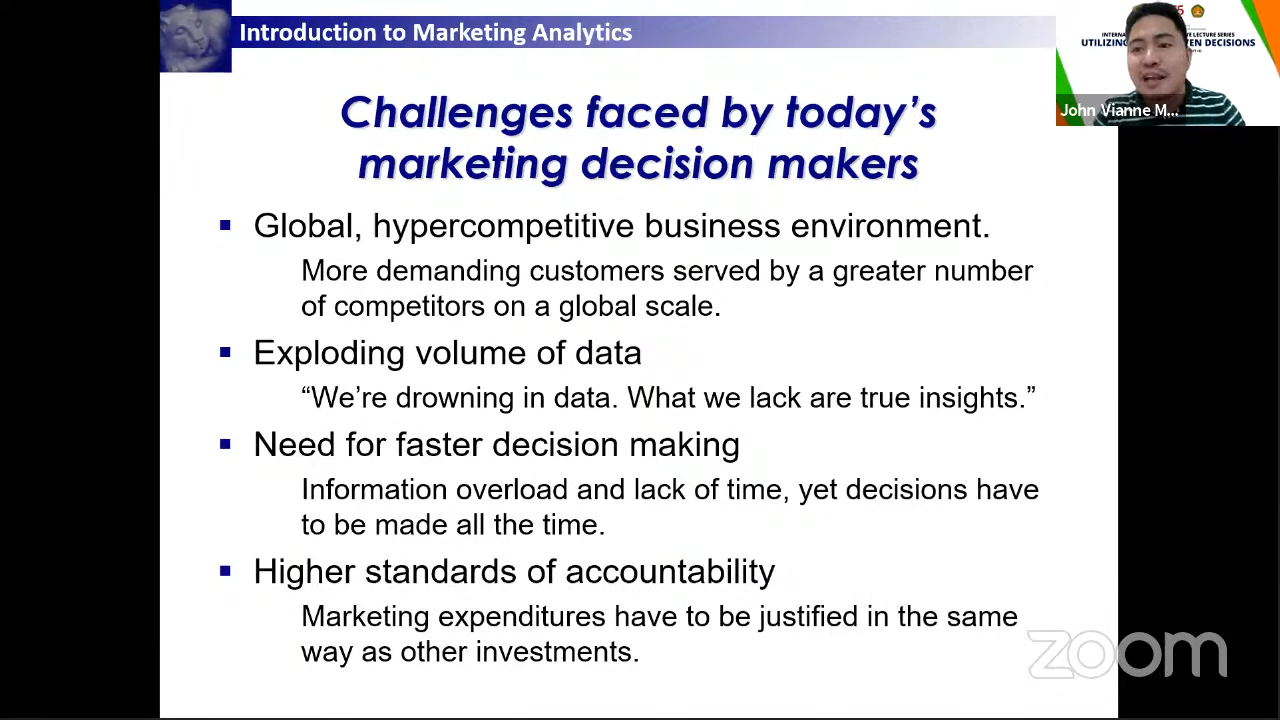 Introduction to Marketing Analytics
Challenges faced by today's
marketing decision makers
▪ Global, hypercompetitive business environment.
More demanding customers served by a greater number
of competitors on a global scale.
▪ Exploding volume of data
“We're drowning in data. What we lack are true insights.”
▪ Need for faster decision making
Information overload and lack of time, yet decisions have
to be made all the time.
▪ Higher standards of accountability
Marketing expenditures have to be justified in the same
way as other investments.
LECTURE SERIES
UTILIZING DECISIONS
John Vianne M...
zoom